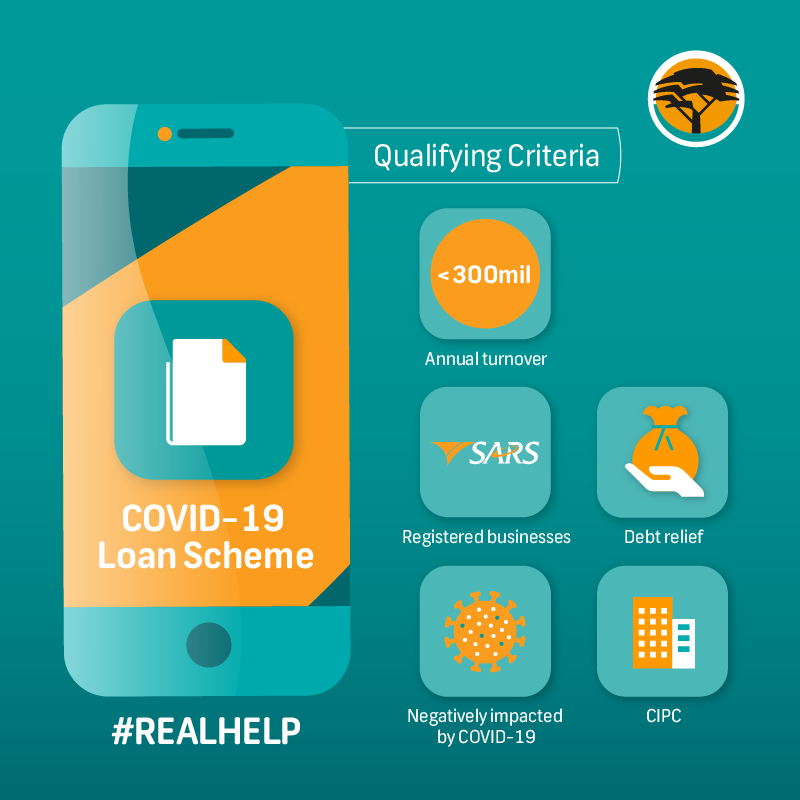 Qualifying Criteria
<300mil
Annual turnover
SARS
Registered businesses
Debt relief
Negatively impacted
by COVID-19
CIPC
COVID-19
Loan Scheme
#REALHELP